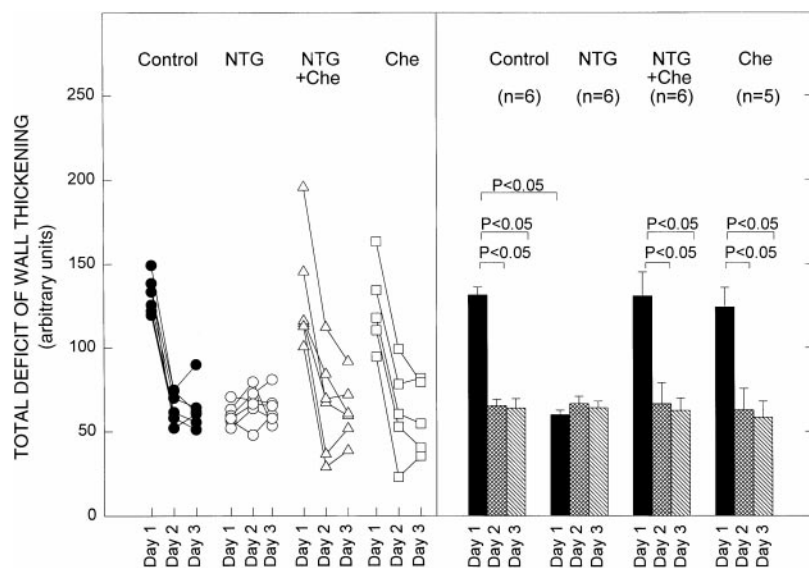 TOTAL DEFICIT OF WALL THICKENING
(arbitrary units)
250
200
150
100
50
0
Control
NTG
NTG
+Che
Che
Day 1
Day 2
Day 3
Day 1
Day 2
Day 3
Day 1
Day 2
Day 3
Day 1
Day 2
Day 3
Control
(n=6)
NTG
(n=6)
NTG
+Che
(n=6)
Che
(n=5)
P<0.05
P<0.05
P<0.05
P<0.05
P<0.05
P<0.05
P<0.05
Day 1
Day 2
Day 3
Day 1
Day 2
Day 3
Day 1
Day 2
Day 3
Day 1
Day 2
Day 3